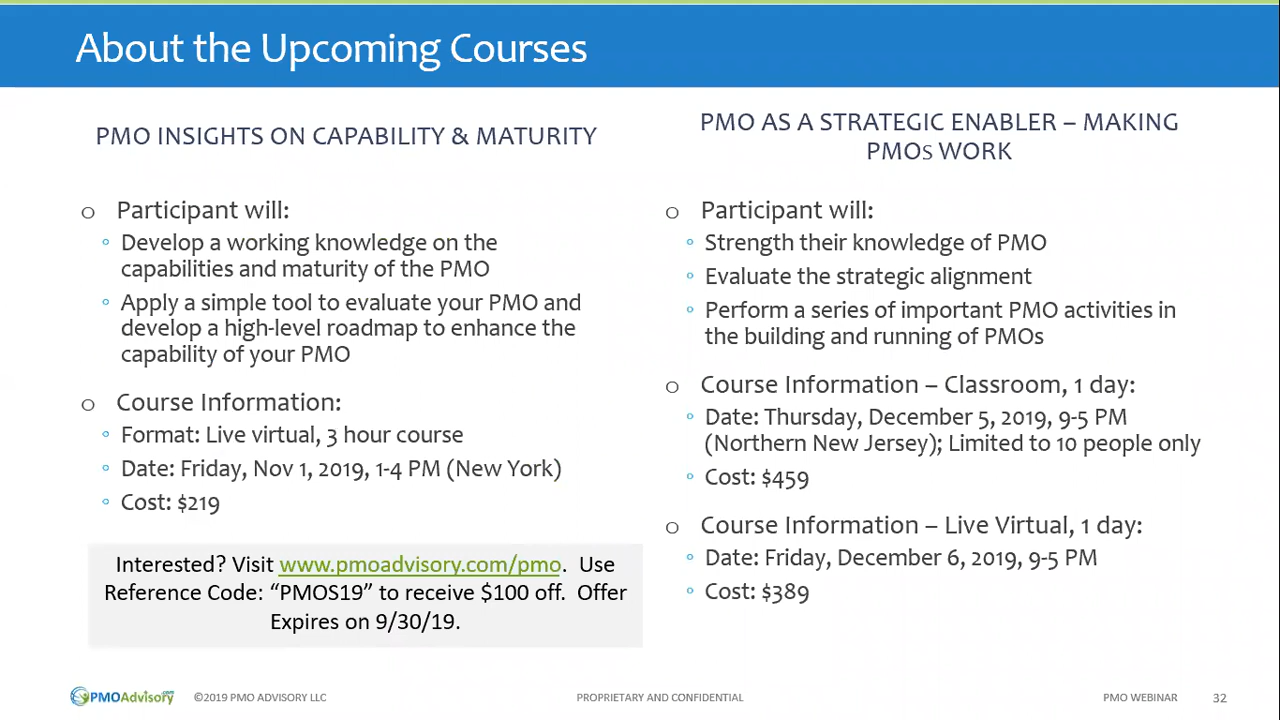 About the Upcoming Courses
PMO INSIGHTS ON CAPABILITY & MATURITY
o Participant will:
° Develop a working knowledge on the
capabilities and maturity of the PMO
° Apply a simple tool to evaluate your PMO and
develop a high-level roadmap to enhance the
capability of your PMO
o Course Information:
° Format: Live virtual, 3 hour course
° Date: Friday, Nov 1, 2019, 1-4 PM (New York)
° Cost: $219
Interested? Visit www.pmoadvisory.com/pmo. Use
Reference Code: “PMOS19” to receive $100 off. Offer
Expires on 9/30/19.
PMO AS A STRATEGIC ENABLER – MAKING
PMOS WORK
o Participant will:
° Strength their knowledge of PMO
° Evaluate the strategic alignment
° Perform a series of important PMO activities in
the building and running of PMOs
o Course Information – Classroom, 1 day:
° Date: Thursday, December 5, 2019, 9-5 PM
(Northern New Jersey); Limited to 10 people only
° Cost: $459
o Course Information – Live Virtual, 1 day:
° Date: Friday, December 6, 2019, 9-5 PM
° Cost: $389
PMOAdvisory.com
©2019 PMO ADVISORY LLC
PROPRIETARY AND CONFIDENTIAL
PMO WEBINAR
32